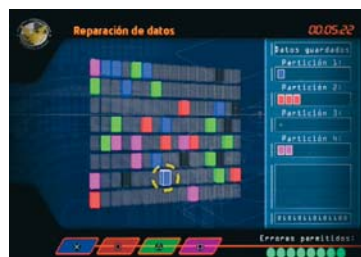 Reparación de datos
00:05:22
Datos guardados
Partición 1:
Partición 2:
Partición 3:
Partición 4:
Errores permitidos: